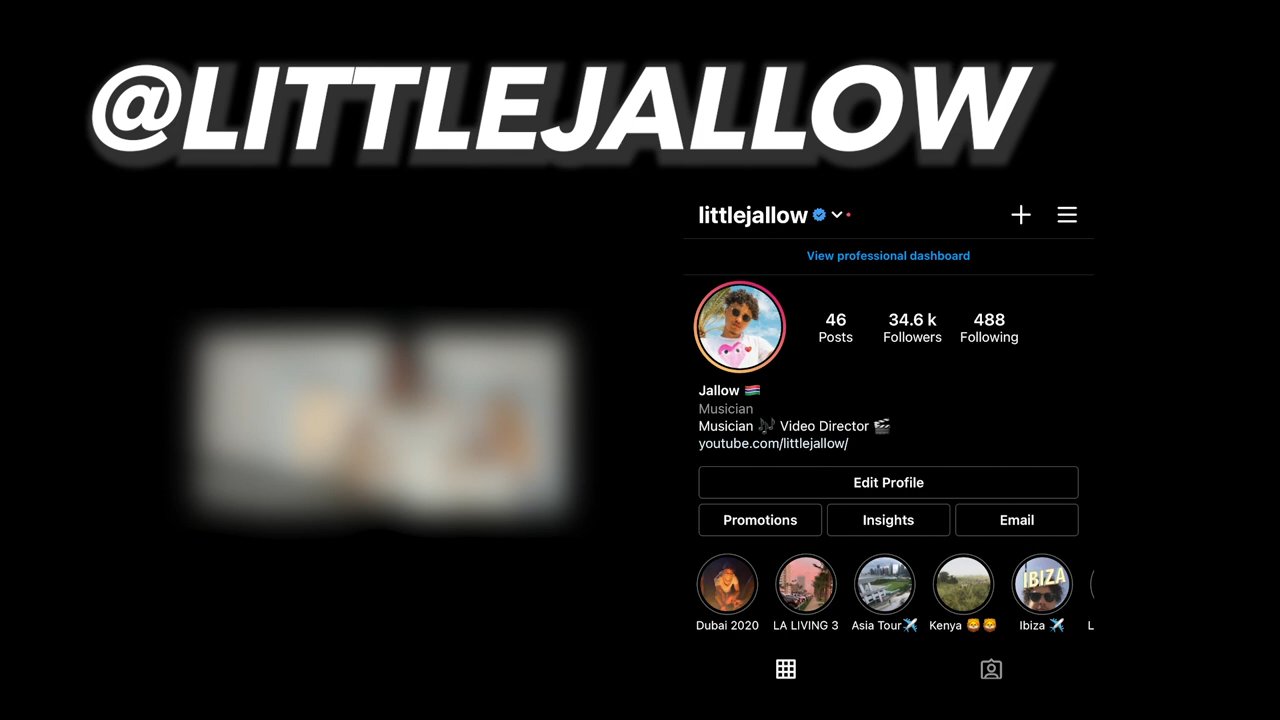 @LITTLEJALLOW
littlejallow
View professional dashboard
46 34.6 k 488
Posts Followers Following
Jallow 🇬🇲
Musician
Musician 🎶 Video Director 🎬
youtube.com/littlejallow/
Edit Profile
Promotions Insights Email
IBIZA
Dubai 2020 LA LIVING 3 Asia Tour✈️ Kenya 🦁🦁 Ibiza ✈️ L